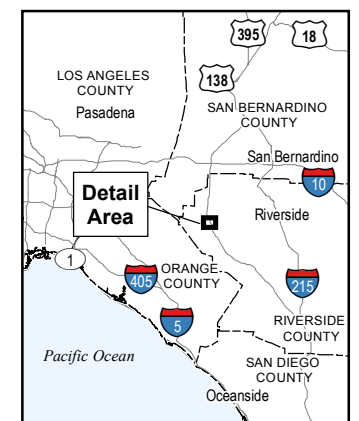 395
18
138
LOS ANGELES
COUNTY
Pasadena
SAN BERNARDINO
COUNTY
San Bernardino
10
Detail
Area
Riverside
1
405
ORANGE
COUNTY
215
5
RIVERSIDE
COUNTY
Pacific Ocean
SAN DIEGO
COUNTY
Oceanside